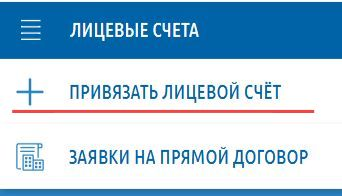 ЛИЦЕВЫЕ СЧЕТА
ПРИВЯЗАТЬ ЛИЦЕВОЙ СЧЁТ
ЗАЯВКИ НА ПРЯМОЙ ДОГОВОР